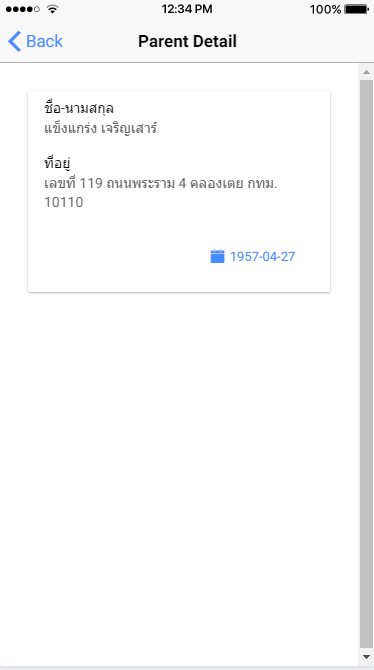 12:34 PM
100%
Back
Parent Detail
ชื่อ-นามสกุล
แข็งแกร่ง เจริญเสาร์
ที่อยู่
เลขที่ 119 ถนนพระราม 4 คลองเตย กทม.
10110
1957-04-27